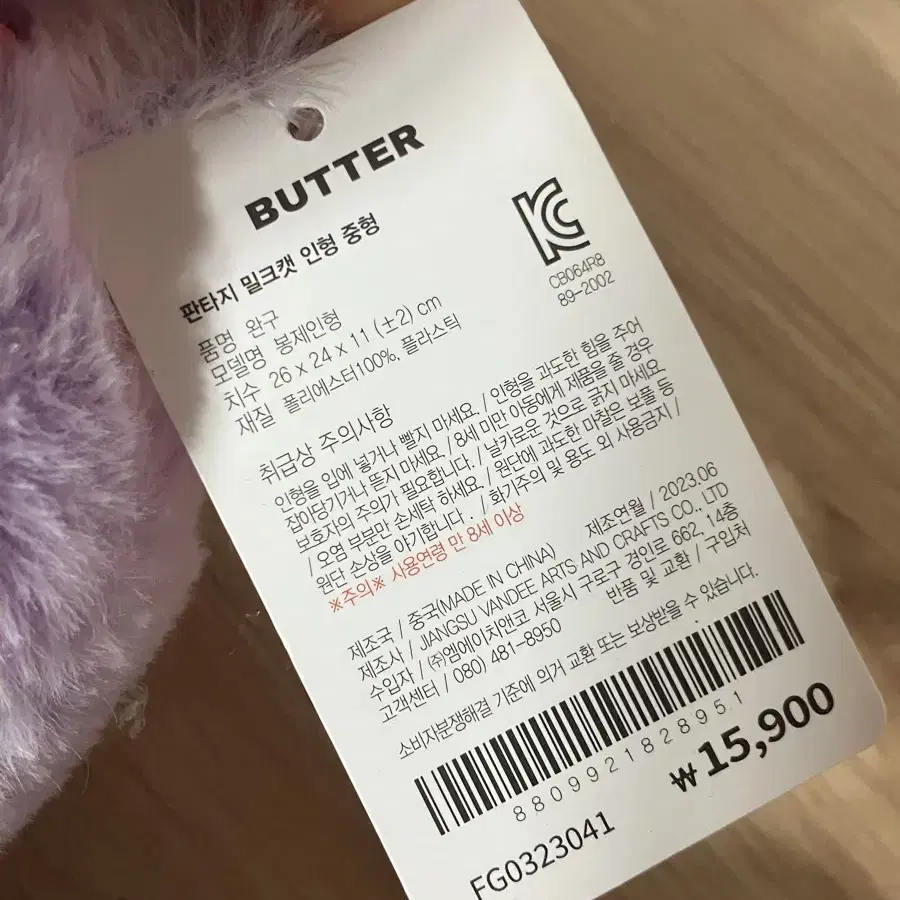 BUTTER
판타지 밀크캣 인형 중형
CB064R8
89-2002
품명 완구
모델명 봉제인형
치수 26 x 24 x 11 (±2) cm
재질 폴리에스터100%, 플라스틱
취급상 주의사항
인형을 입에 넣거나 빨지 마세요. / 인형을 과도한 힘을 주어
잡아당기거나 뜯지 마세요. / 8세 미만 아동에게 제품을 줄 경우
보호자의 주의가 필요합니다. / 날카로운 것으로 긁지 마세요
/ 오염 부분만 손세탁 하세요. / 원단에 과도한 마찰은 보풀 등
원단 손상을 야기합니다. / 화기주의 및 용도 외 사용금지 /
※주의※ 사용연령 만 8세 이상
제조국 / 중국(MADE IN CHINA) 제조연월 / 2023.06
제조사 / JIANGSU VANDEE ARTS AND CRAFTS CO., LTD
수입자 / (주)엠에이치앤코 서울시 구로구 경인로 662, 14층
고객센터 / 080) 481-8950 반품 및 교환 / 구입처
소비자분쟁해결 기준에 의거 교환 또는 보상받을 수 있습니다.
8809921828951
₩15,900
FG0323041